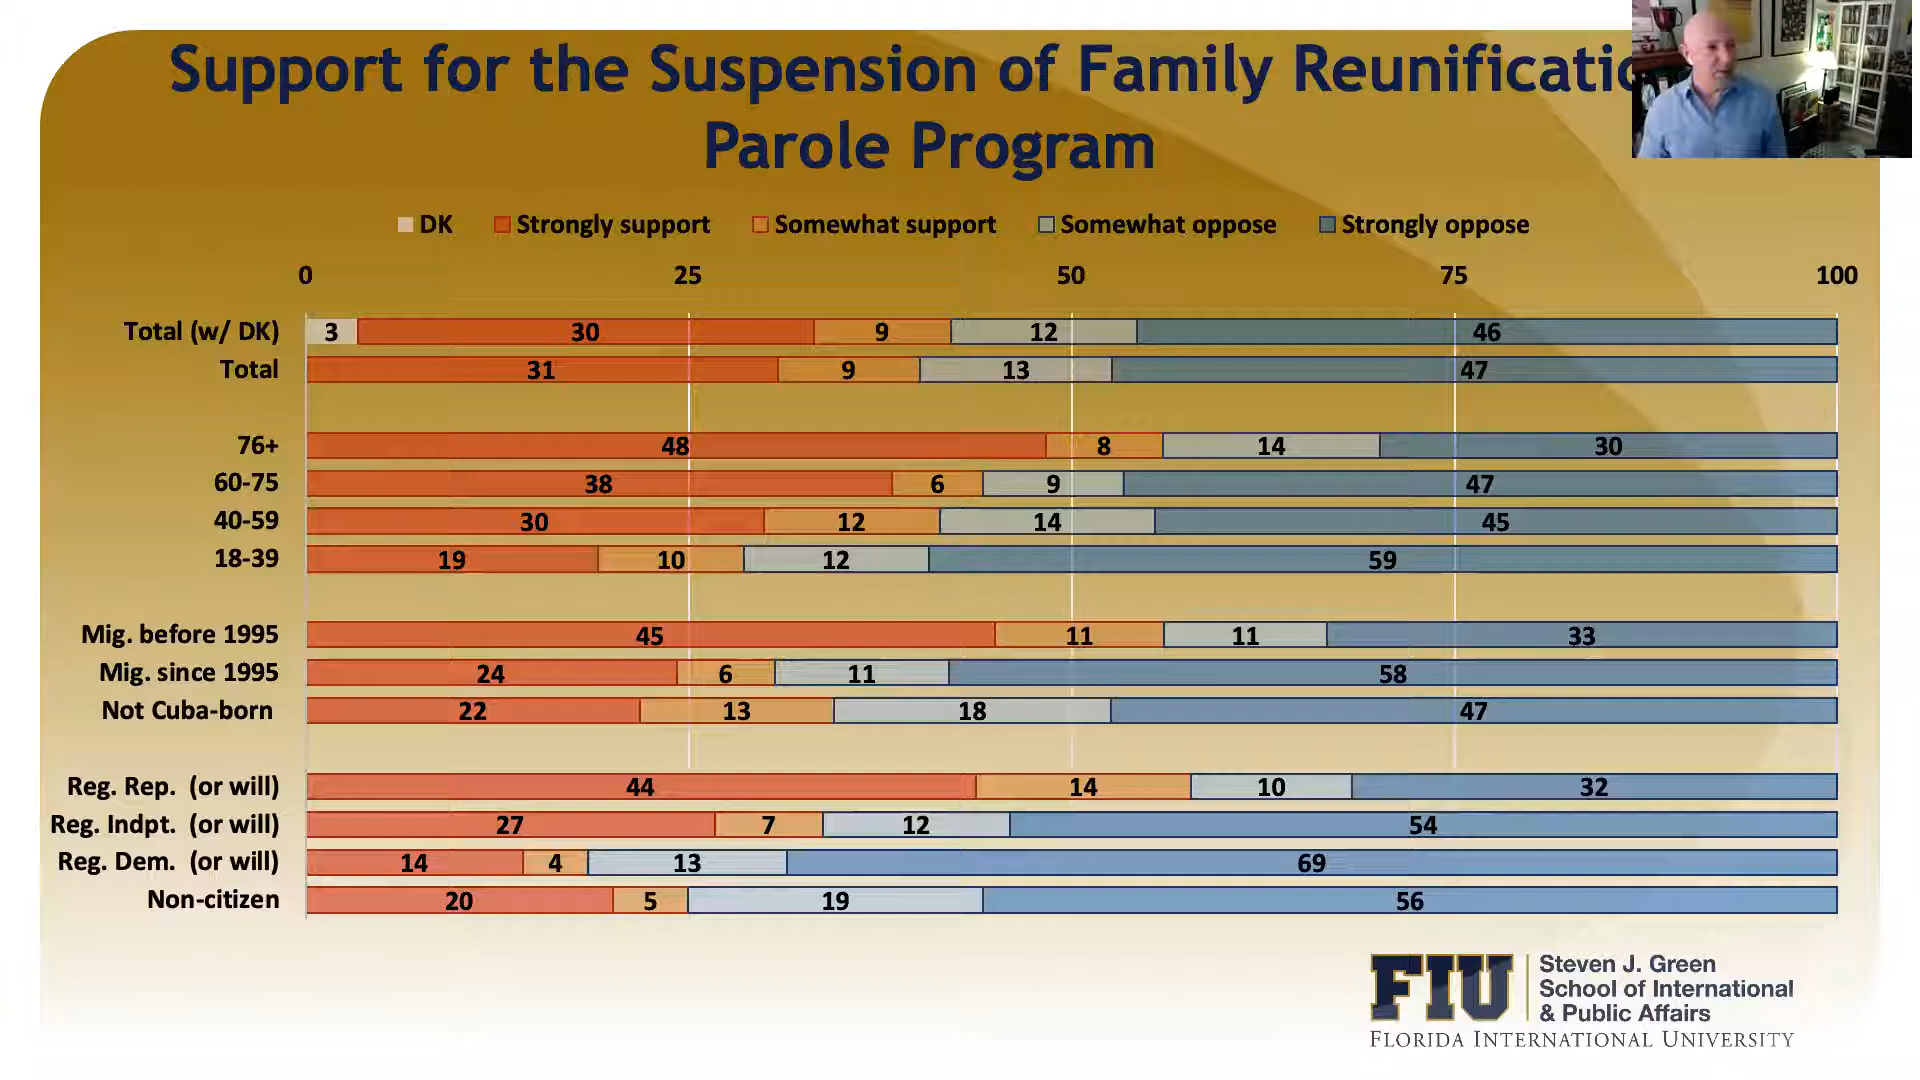 Support for the Suspension of Family Reunificatio
Parole Program
DK Strongly support Somewhat support Somewhat oppose Strongly oppose
0 25 50 75 100
Total (w/ DK) 3 30 9 12 46
Total 31 9 13 47
76+ 48 8 14 30
60-75 38 6 9 47
40-59 30 12 14 45
18-39 19 10 12 59
Mig. before 1995 45 11 11 33
Mig. since 1995 24 6 11 58
Not Cuba-born 22 13 18 47
Reg. Rep. (or will) 44 14 10 32
Reg. Indpt. (or will) 27 7 12 54
Reg. Dem. (or will) 14 4 13 69
Non-citizen 20 5 19 56
FIU
Steven J. Green
School of International
& Public Affairs
FLORIDA INTERNATIONAL UNIVERSITY